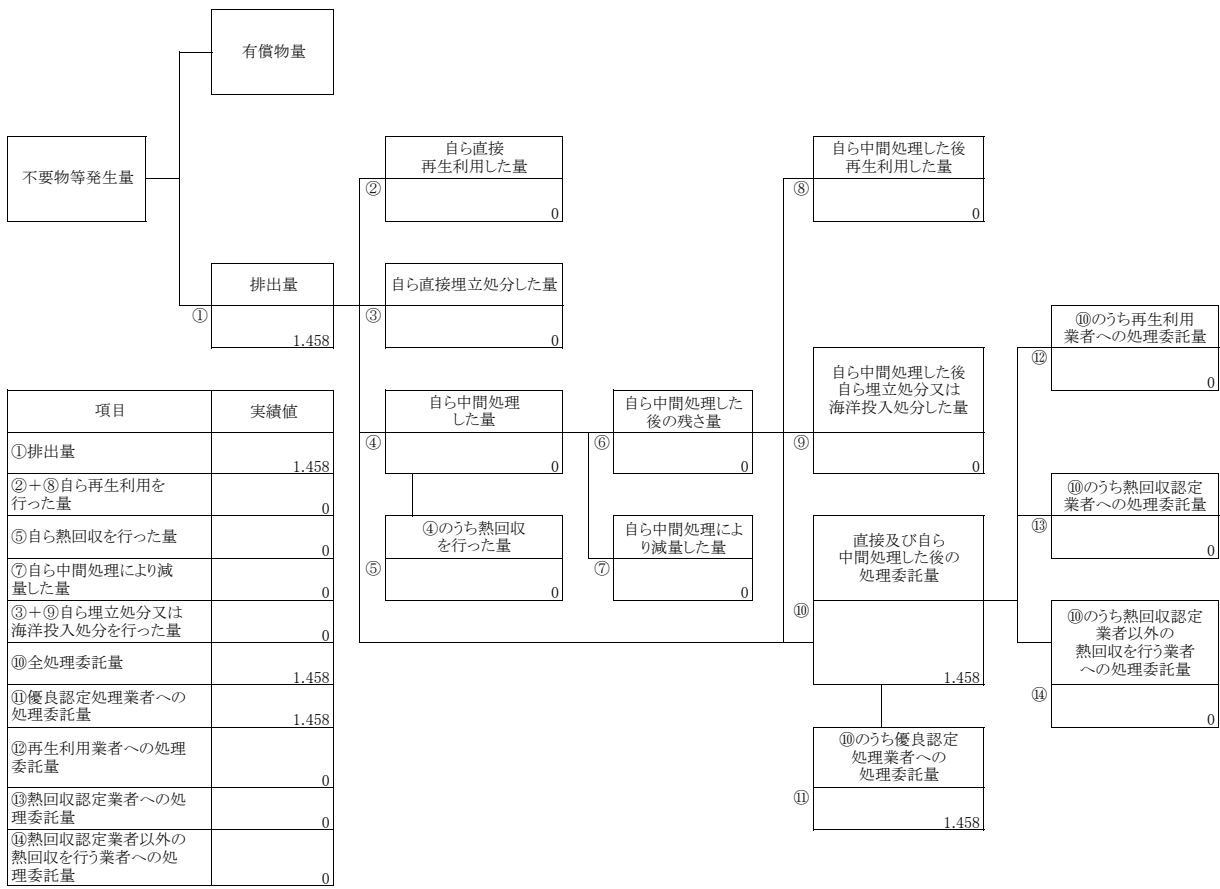 有償物量
不要物等発生量
自ら直接
再生利用した量
②
0
自ら中間処理した後
再生利用した量
⑧
0
排出量
①
1.458
自ら直接埋立処分した量
③
0
⑩のうち再生利用
業者への処理委託量
⑫
0
自ら中間処理
した量
④
0
自ら中間処理した
後の残さ量
⑥
0
自ら中間処理した後
自ら埋立処分又は
海洋投入処分した量
⑨
0
⑩のうち熱回収認定
業者への処理委託量
⑬
0
④のうち熱回収
を行った量
⑤
0
自ら中間処理によ
り減量した量
⑦
0
直接及び自ら
中間処理した後の
処理委託量
⑩
1.458
⑩のうち熱回収認定
業者以外の
熱回収を行う業者
への処理委託量
⑭
0
⑩のうち優良認定
処理業者への
処理委託量
⑪
1.458
項目 実績値
①排出量
1.458
②+⑧自ら再生利用を
行った量
0
⑤自ら熱回収を行った量
0
⑦自ら中間処理により減
量した量
0
③+⑨自ら埋立処分又は
海洋投入処分を行った量
0
⑩全処理委託量
1.458
⑪優良認定処理業者への
処理委託量
1.458
⑫再生利用業者への処理
委託量
0
⑬熱回収認定業者への処
理委託量
0
⑭熱回収認定業者以外の
熱回収を行う業者への処
理委託量
0